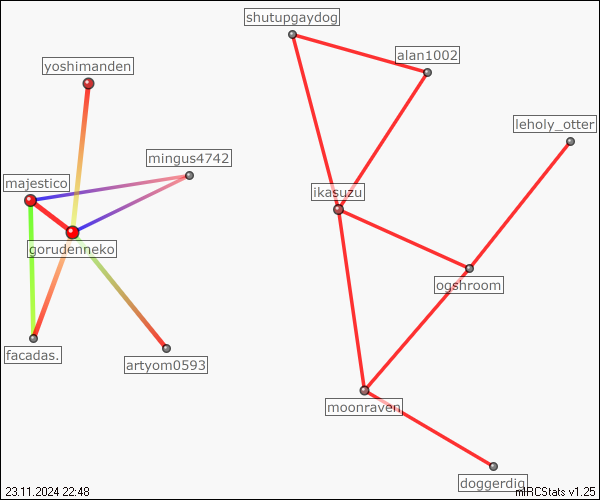 shutupgaydog
alan1002
yoshimanden
leholy_otter
mingus4742
majestico
ikasuzu
gorudenneko
ogshroom
facadas.
artyom0593
moonraven
doggerdig
23.11.2024 22:48
mIRCStats v1.25